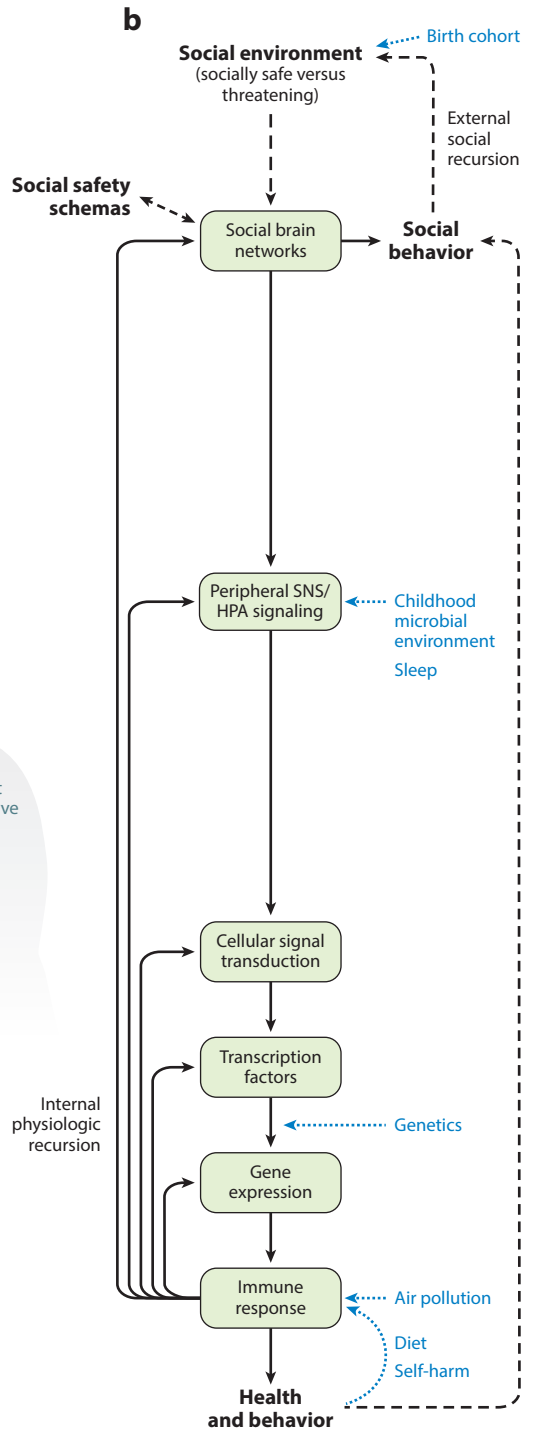 b
Birth cohort
Social environment
(socially safe versus
threatening)
External
social
recursion
Social safety
schemas
Social brain
networks
Social
behavior
Peripheral SNS/
HPA signaling
Childhood
microbial
environment
Sleep
ve
Cellular signal
transduction
Transcription
factors
Internal
physiologic
recursion
Genetics
Gene
expression
Immune
response
Air pollution
Diet
Self-harm
Health
and behavior